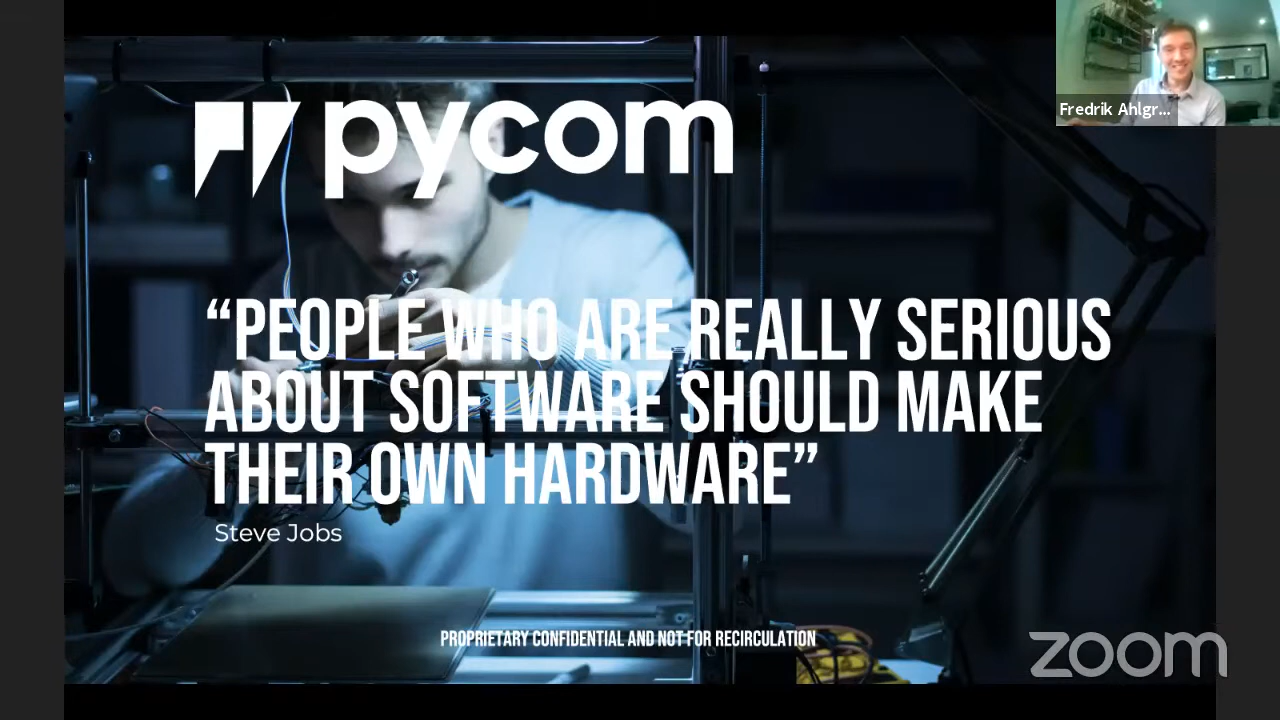 pycom
Fredrik Ahlgr...
“PEOPLE WHO ARE REALLY SERIOUS
ABOUT SOFTWARE SHOULD MAKE
THEIR OWN HARDWARE”
Steve Jobs
PROPRIETARY CONFIDENTIAL AND NOT FOR RECIRCULATION
zoom